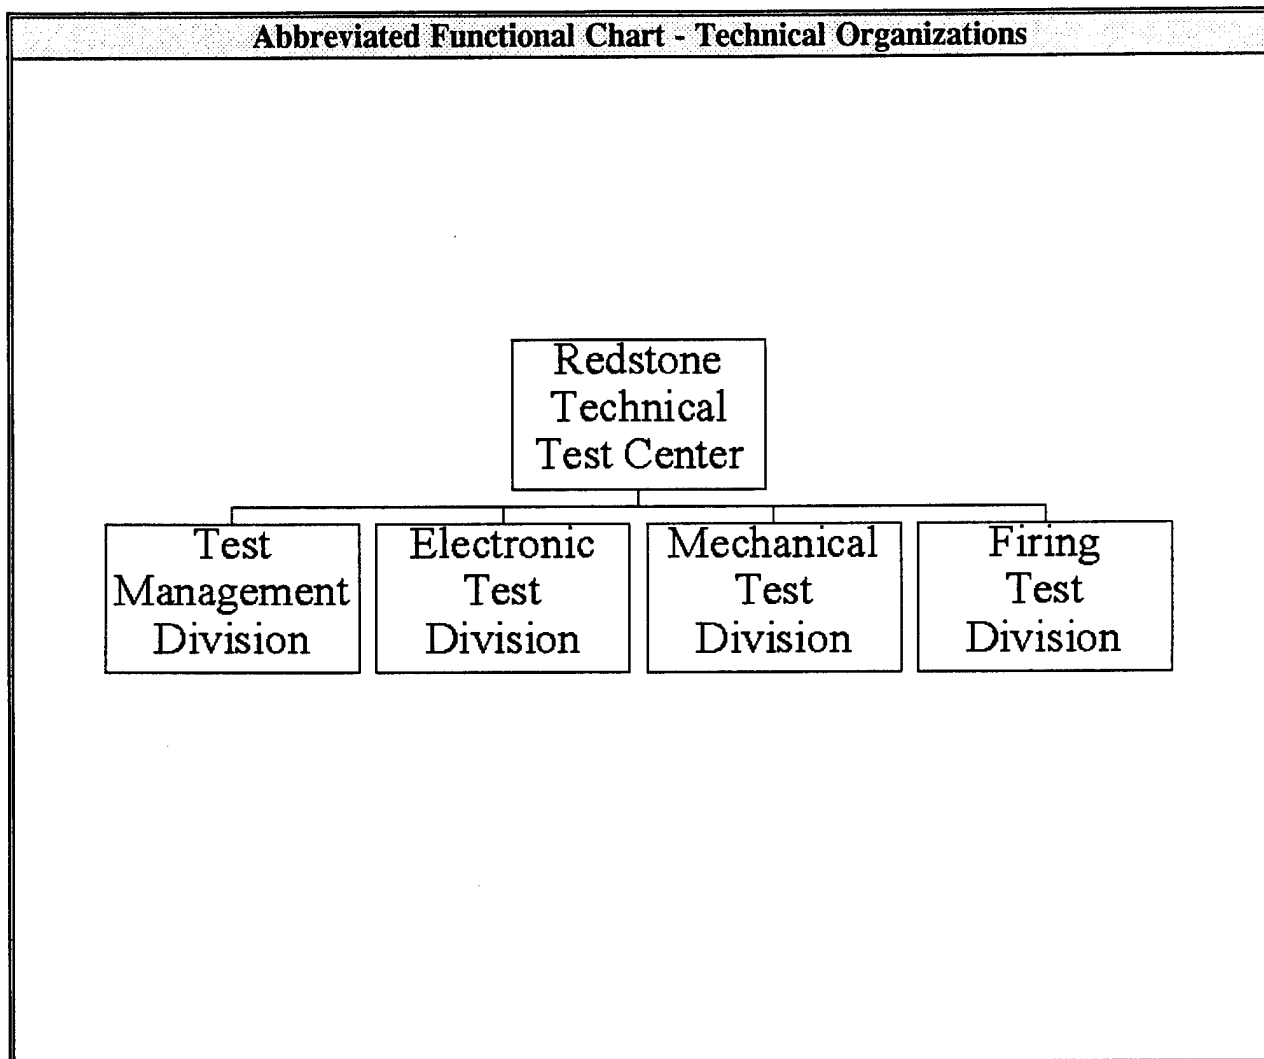 Abbreviated Functional Chart - Technical Organizations
Redstone
Technical
Test Center
Test
Management
Division
Electronic
Test
Division
Mechanical
Test
Division
Firing
Test
Division